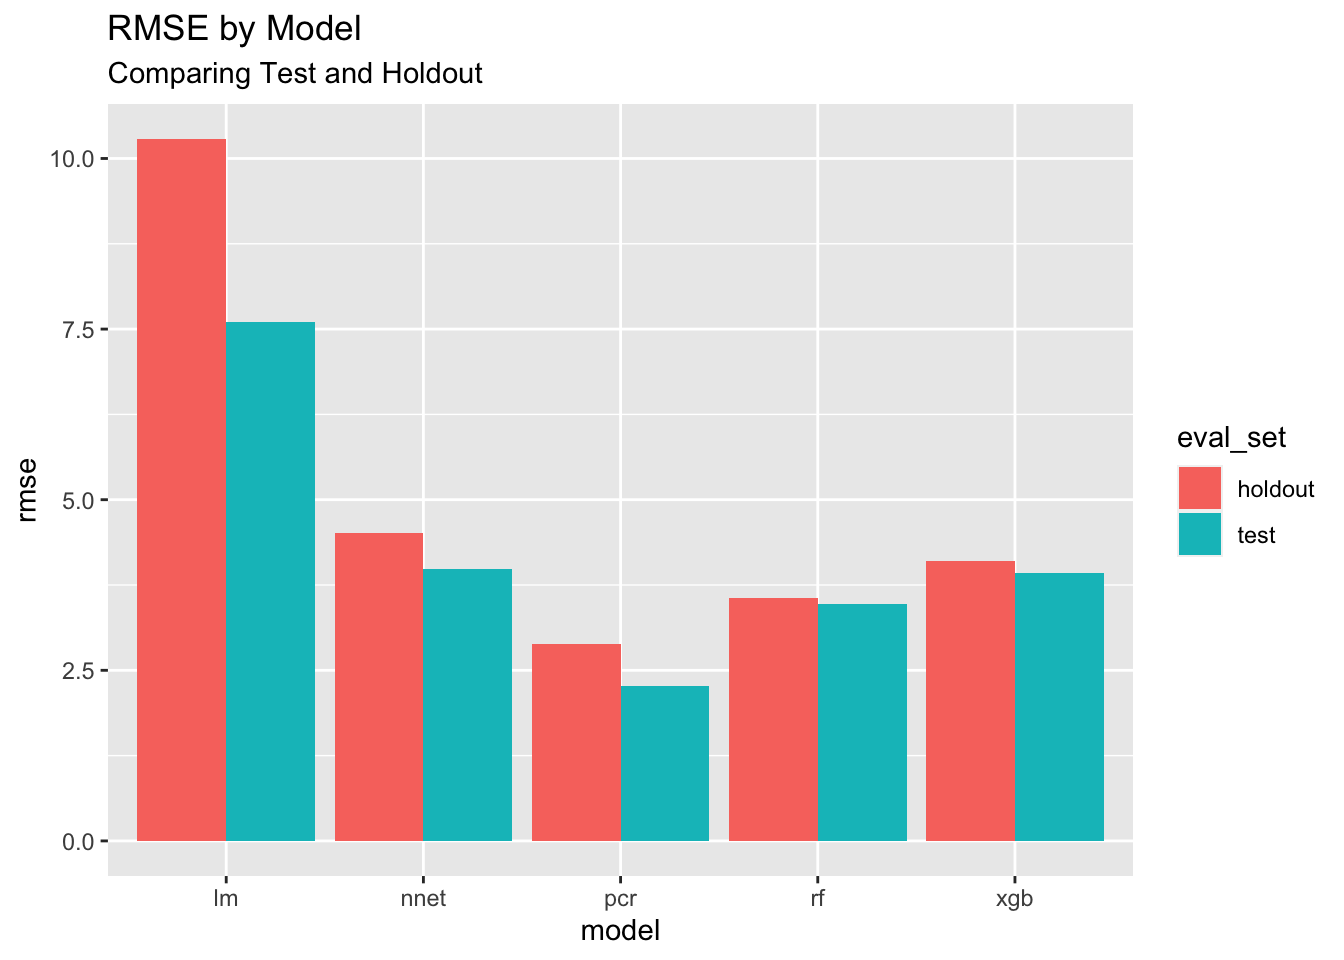 RMSE by Model
Comparing Test and Holdout
10.0
7.5
5.0
2.5
0.0
rmse
lm nnet pcr rf xgb
model
eval_set
holdout
test